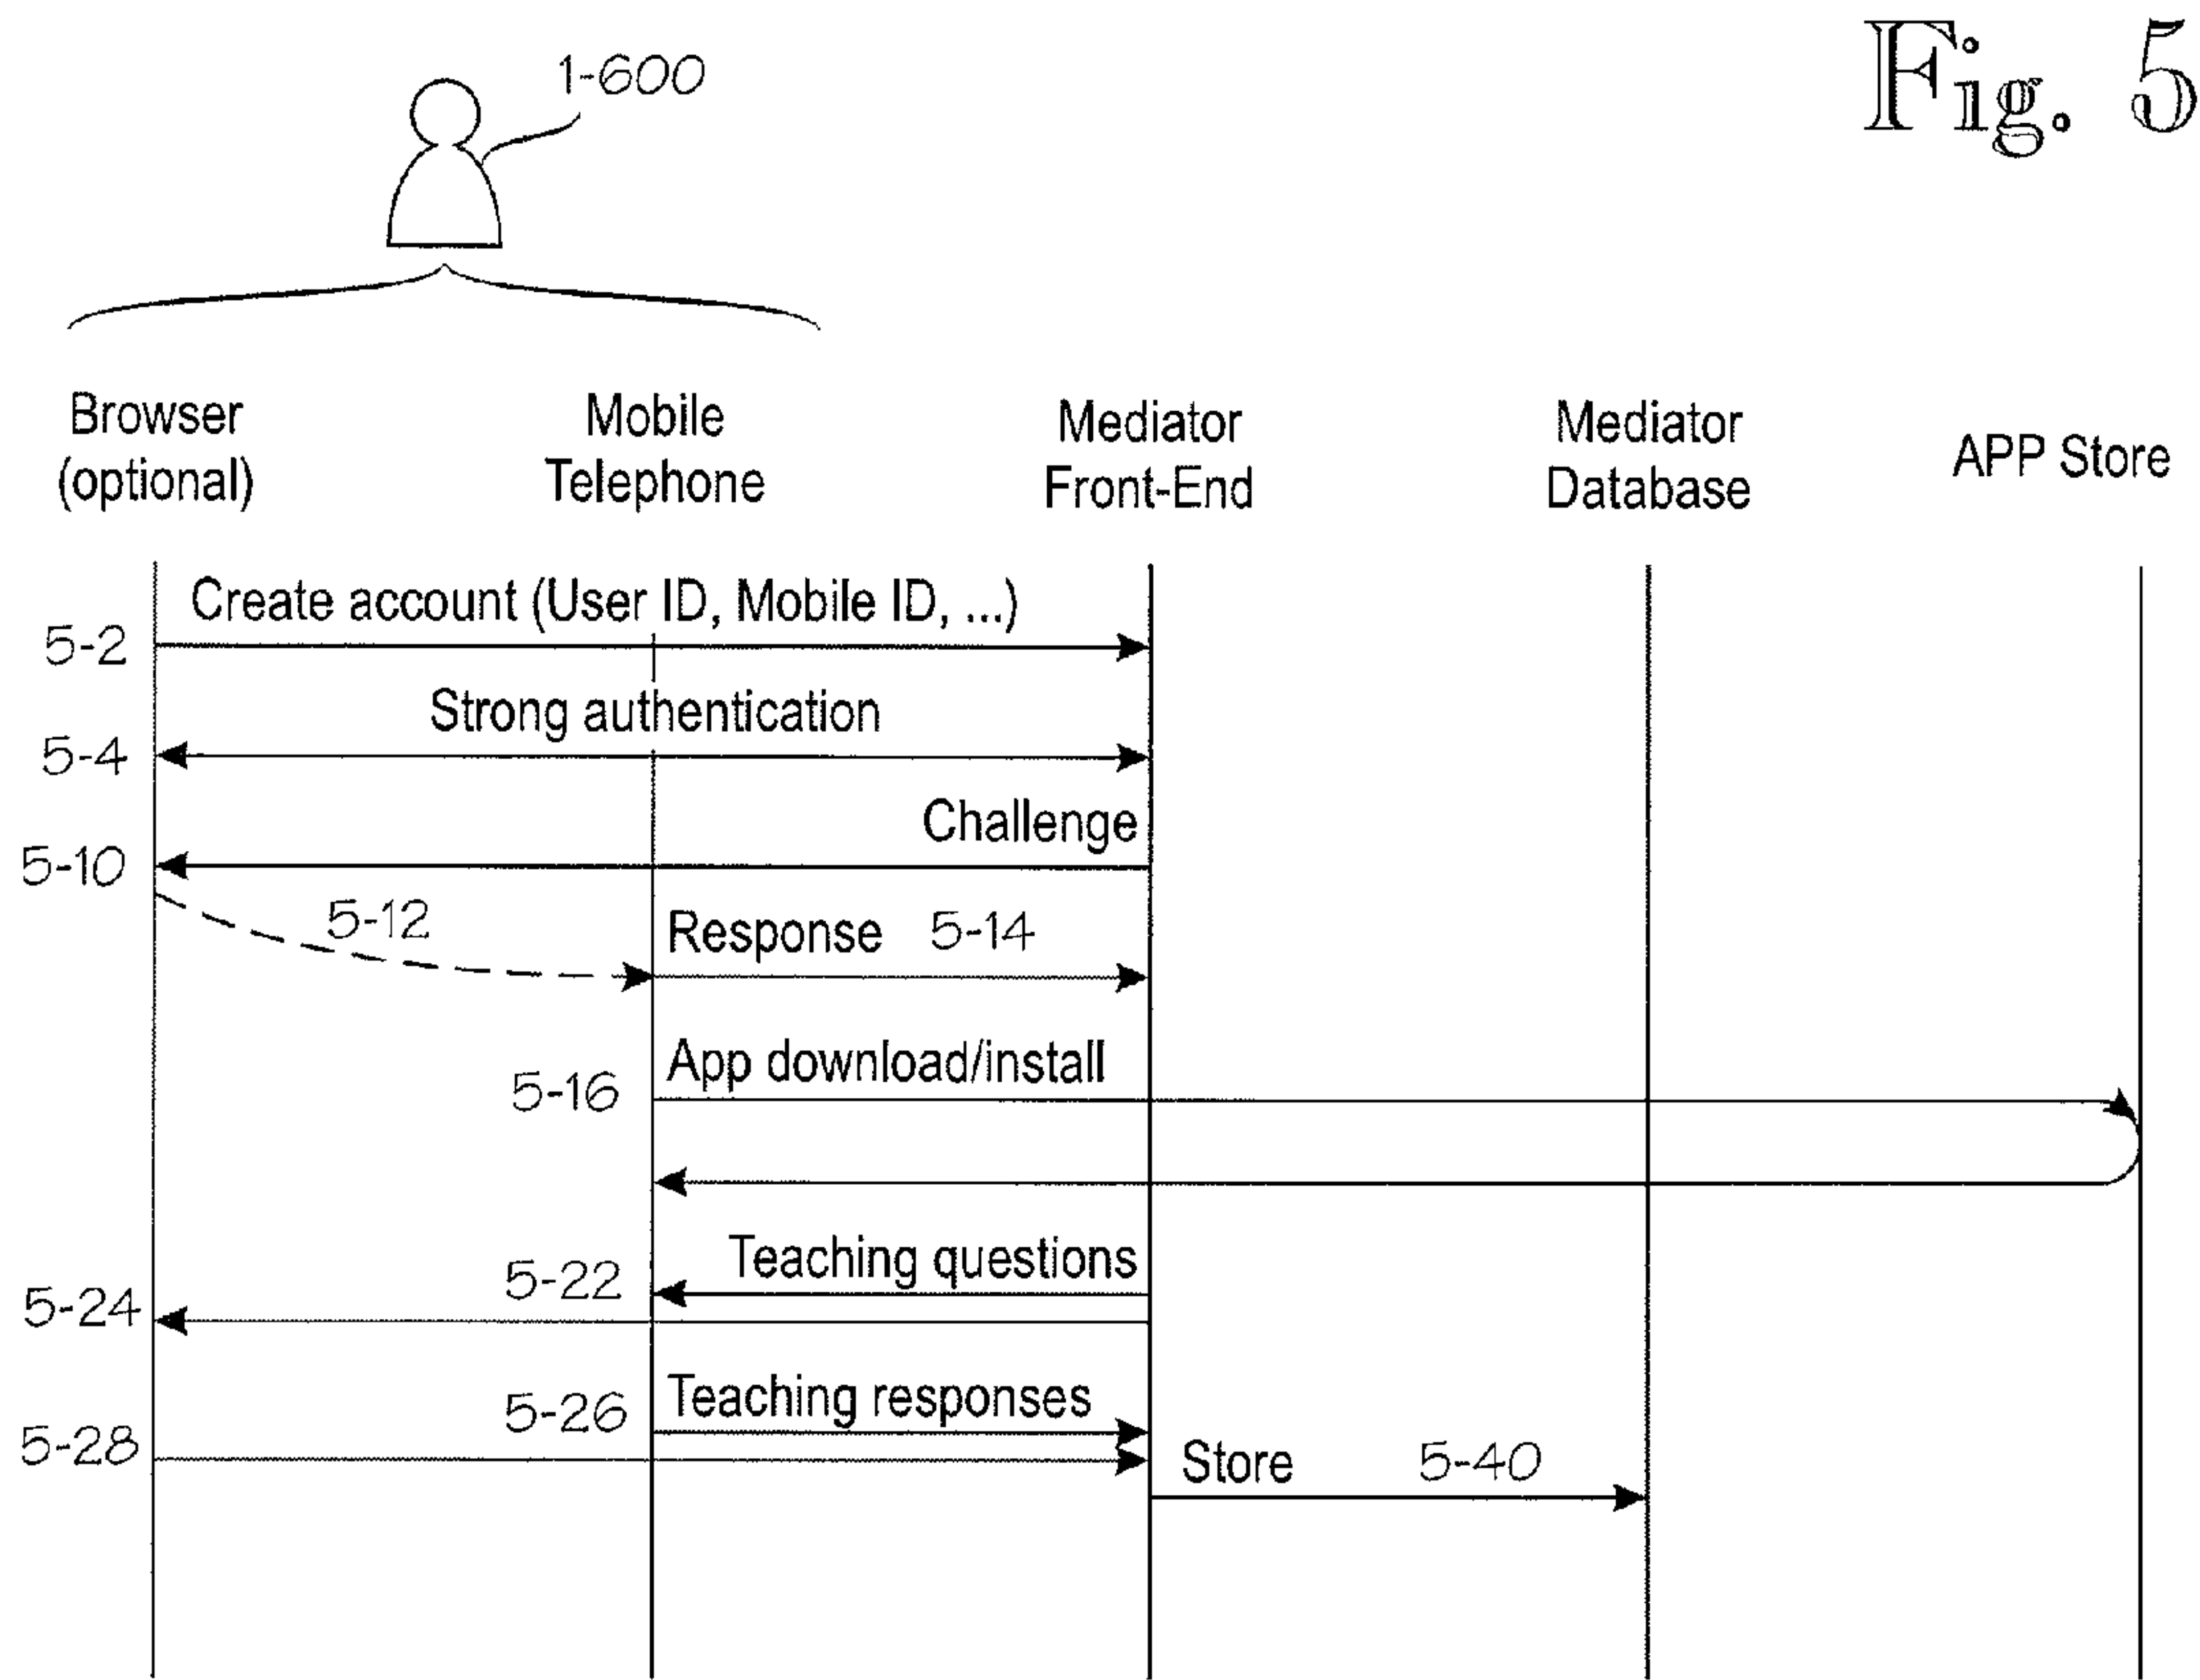 Fig. 5
1-600
Browser
(optional)
Mobile
Telephone
Mediator
Front-End
Mediator
Database
APP Store
Create account (User ID, Mobile ID, ...)
5-2
Strong authentication
5-4
Challenge
5-10
5-12
Response 5-14
App download/install
5-16
Teaching questions
5-22
5-24
Teaching responses
5-26
5-28
Store 5-40